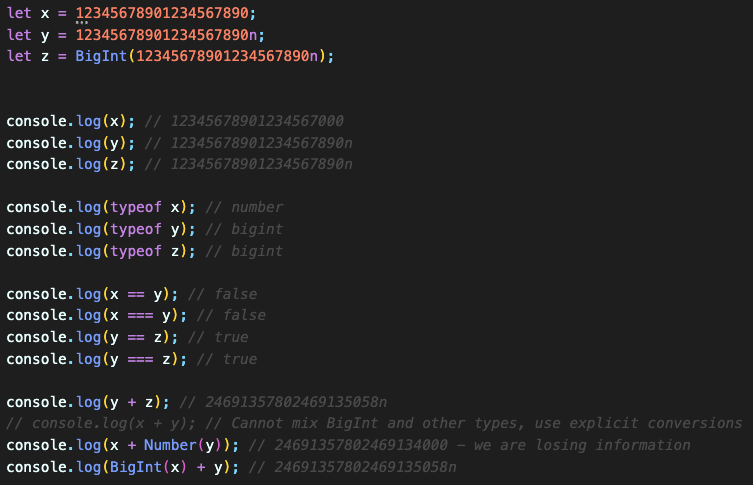 let x = 12345678901234567890;
let y = 12345678901234567890n;
let z = BigInt(12345678901234567890n);
console.log(x); // 12345678901234567000
console.log(y); // 12345678901234567890n
console.log(z); // 12345678901234567890n
console.log(typeof x); // number
console.log(typeof y); // bigint
console.log(typeof z); // bigint
console.log(x == y); // false
console.log(x === y); // false
console.log(y == z); // true
console.log(y === z); // true
console.log(y + z); // 24691357802469135058n
// console.log(x + y); // Cannot mix BigInt and other types, use explicit conversions
console.log(x + Number(y)); // 24691357802469134000 – we are losing information
console.log(BigInt(x) + y); // 24691357802469135058n